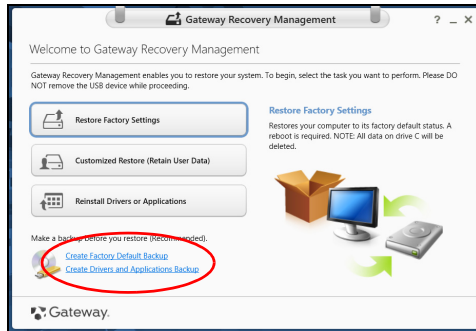 Gateway Recovery Management
? _ X
Welcome to Gateway Recovery Management
Gateway Recovery Management enables you to restore your system. To begin, select the task you want to perform. Please DO
NOT remove the USB device while proceeding.
Restore Factory Settings
Restore Factory Settings
Restores your computer to its factory default status. A
reboot is required. NOTE: All data on drive C will be
deleted.
Customized Restore (Retain User Data)
Reinstall Drivers or Applications
Make a backup before you restore (Recommended).
Create Factory Default Backup
Create Drivers and Applications Backup
Gateway.